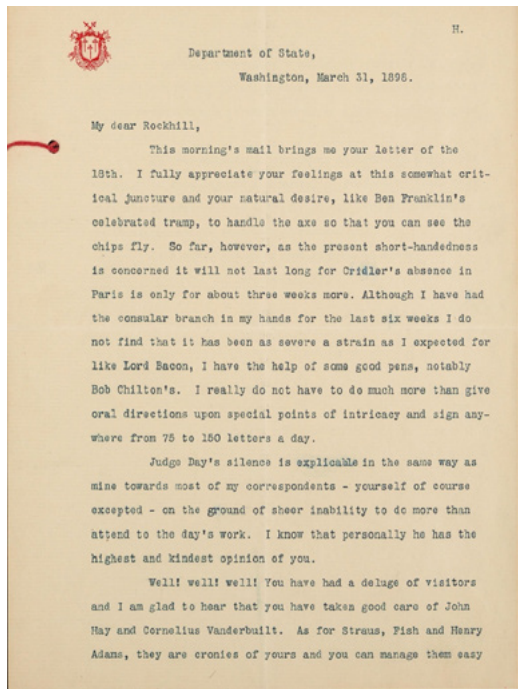 H.
Department of State,
Washington, March 31, 1898.
My dear Rockhill,
This morning's mail brings me your letter of the
18th. I fully appreciate your feelings at this somewhat crit-
ical juncture and your natural desire, like Ben Franklin's
celebrated tramp, to handle the axe so that you can see the
chips fly. So far, however, as the present short-handedness
is concerned it will not last long for Cridler's absence in
Paris is only for about three weeks more. Although I have had
the consular branch in my hands for the last six weeks I do
not find that it has been as severe a strain as I expected for
like Lord Bacon, I have the help of some good pens, notably
Bob Chilton's. I really do not have to do much more than give
oral directions upon special points of intricacy and sign any-
where from 75 to 150 letters a day.
Judge Day's silence is explicable in the same way as
mine towards most of my correspondents - yourself of course
excepted - on the ground of sheer inability to do more than
attend to the day's work. I know that personally he has the
highest and kindest opinion of you.
Well! well! well! You have had a deluge of visitors
and I am glad to hear that you have taken good care of John
Hay and Cornelius Vanderbuilt. As for Straus, Fish and Henry
Adams, they are cronies of yours and you can manage them easy